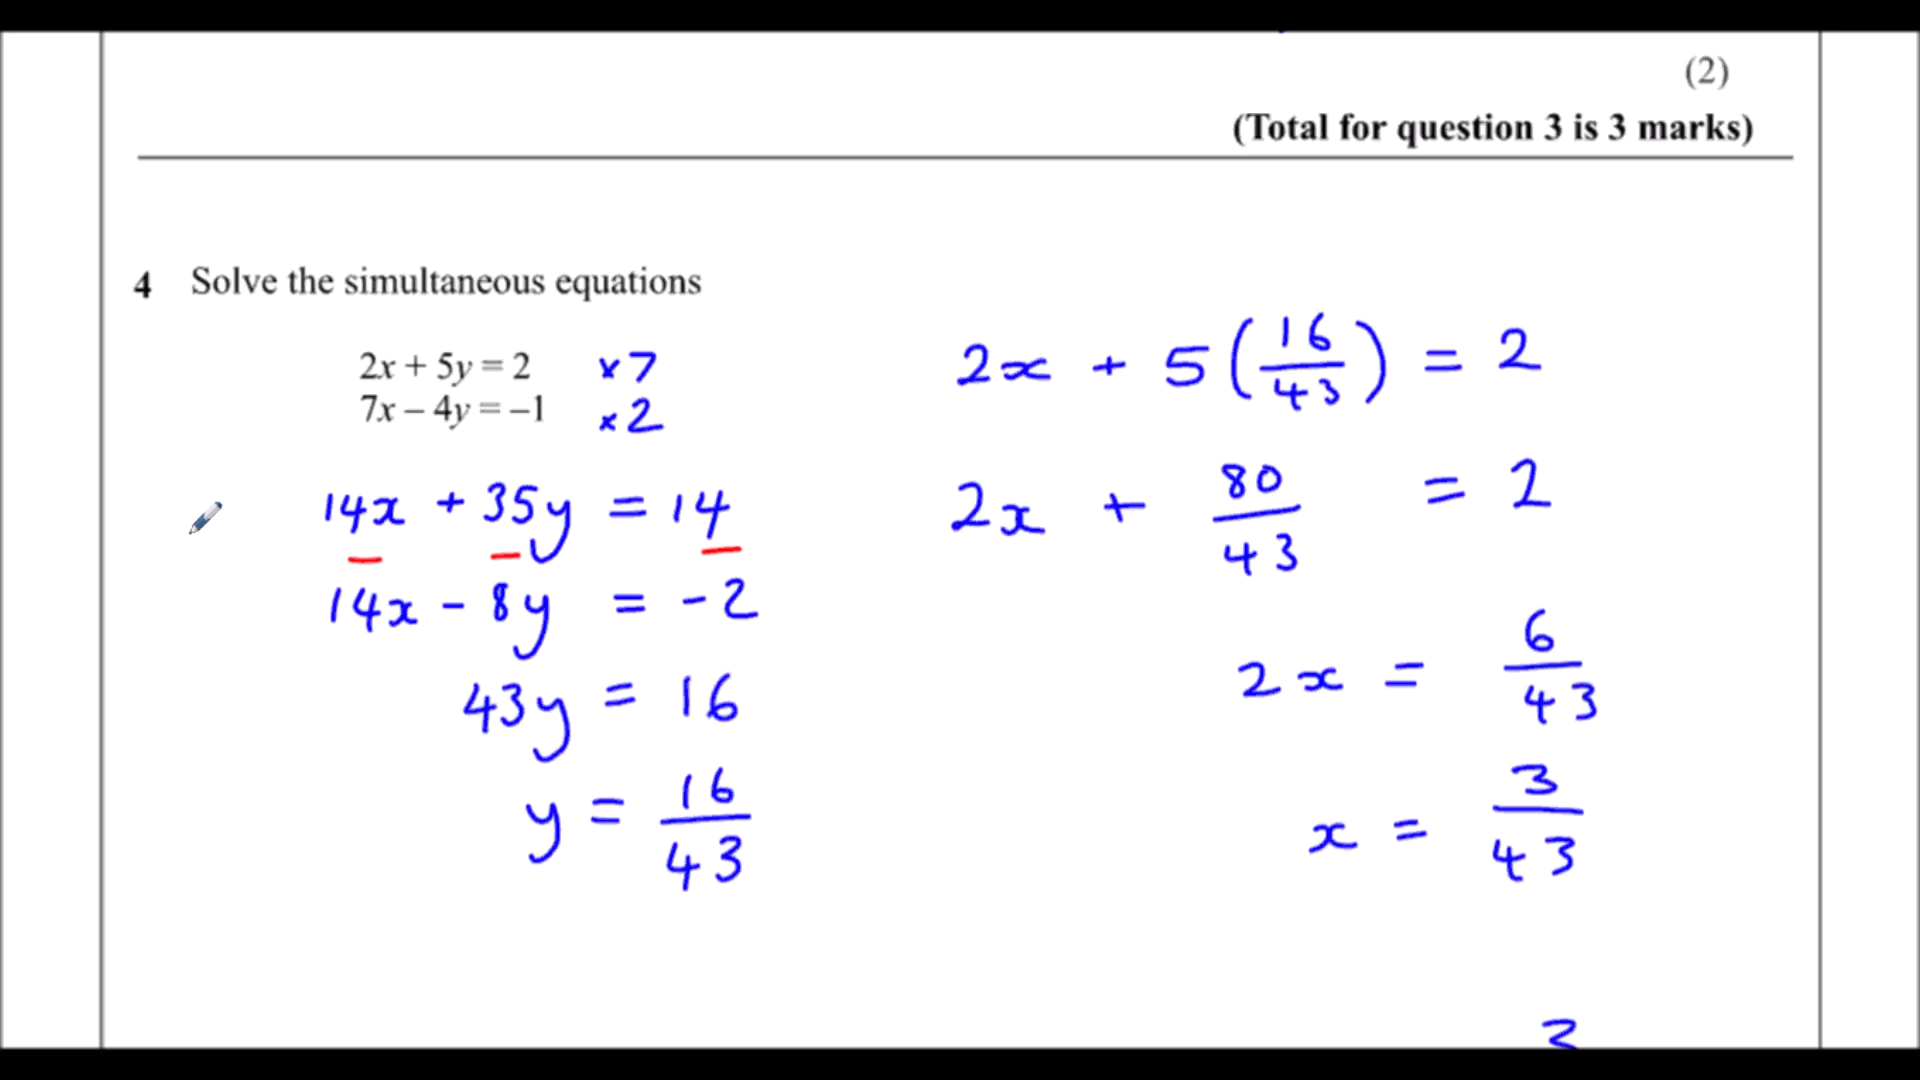 (2)
(Total for question 3 is 3 marks)
4 Solve the simultaneous equations
2x + 5y = 2 ×7
7x – 4y = –1 ×2
14x + 35y = 14
14x - 8y = -2
43y = 16
y = 16/43
2x + 5(16/43) = 2
2x + 80/43 = 2
2x = 6/43
x = 3/43